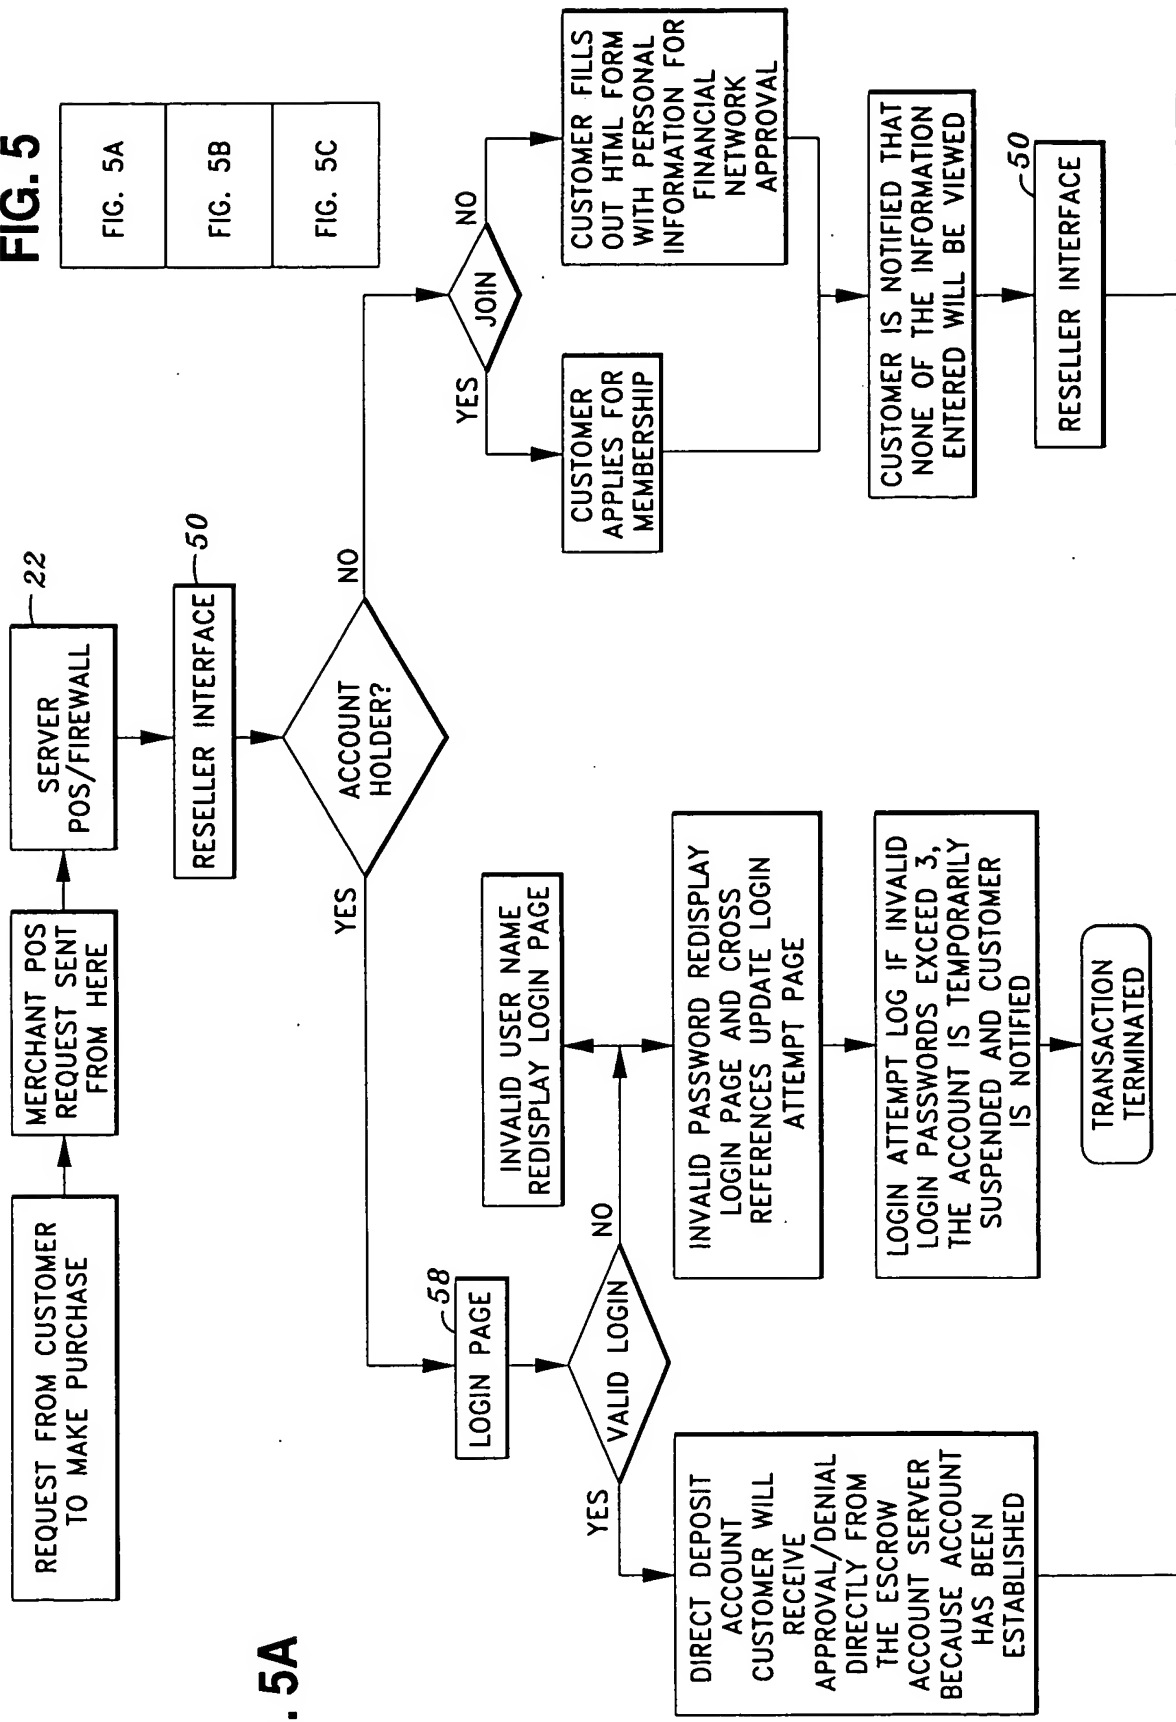 FIG. 5
FIG. 5A
FIG. 5B
FIG. 5C
. 5A
REQUEST FROM CUSTOMER
TO MAKE PURCHASE
MERCHANT POS
REQUEST SENT
FROM HERE
SERVER
POS/FIREWALL
22
RESELLER INTERFACE
50
ACCOUNT
HOLDER?
YES
NO
LOGIN PAGE
58
VALID LOGIN
YES
NO
DIRECT DEPOSIT
ACCOUNT
CUSTOMER WILL
RECEIVE
APPROVAL/DENIAL
DIRECTLY FROM
THE ESCROW
ACCOUNT SERVER
BECAUSE ACCOUNT
HAS BEEN
ESTABLISHED
INVALID USER NAME
REDISPLAY LOGIN PAGE
INVALID PASSWORD REDISPLAY
LOGIN PAGE AND CROSS
REFERENCES UPDATE LOGIN
ATTEMPT PAGE
LOGIN ATTEMPT LOG IF INVALID
LOGIN PASSWORDS EXCEED 3,
THE ACCOUNT IS TEMPORARILY
SUSPENDED AND CUSTOMER
IS NOTIFIED
TRANSACTION
TERMINATED
JOIN
YES
NO
CUSTOMER
APPLIES FOR
MEMBERSHIP
CUSTOMER FILLS
OUT HTML FORM
WITH PERSONAL
INFORMATION FOR
FINANCIAL
NETWORK
APPROVAL
CUSTOMER IS NOTIFIED THAT
NONE OF THE INFORMATION
ENTERED WILL BE VIEWED
RESELLER INTERFACE
50